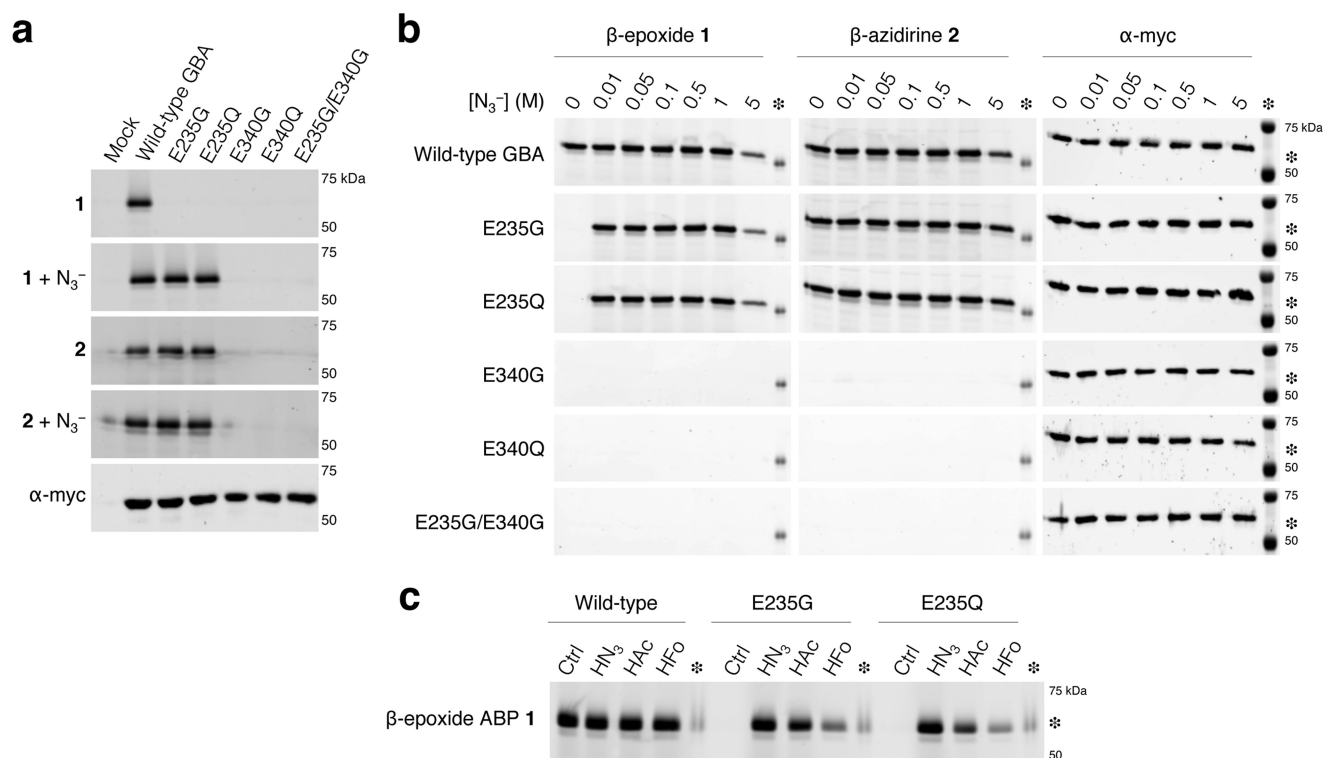 a
Mock
Wild-type GBA
E235G
E235Q
E340G
E340Q
E235G/E340G
1
75 kDa
50
1 + N₃⁻
75
50
2
75
50
2 + N₃⁻
75
50
α-myc
75
50
b
β-epoxide 1
β-azidirine 2
α-myc
[N₃⁻] (M)
0 0.01 0.05 0.1 0.5 1 5 ✻ 0 0.01 0.05 0.1 0.5 1 5 ✻ 0 0.01 0.05 0.1 0.5 1 5 ✻
Wild-type GBA
75 kDa
✻
50
E235G
75
✻
50
E235Q
75
✻
50
E340G
75
✻
50
E340Q
75
✻
50
E235G/E340G
75
✻
50
c
Wild-type
E235G
E235Q
Ctrl HN₃ HAc HFo ✻ Ctrl HN₃ HAc HFo ✻ Ctrl HN₃ HAc HFo ✻
β-epoxide ABP 1
75 kDa
✻
50